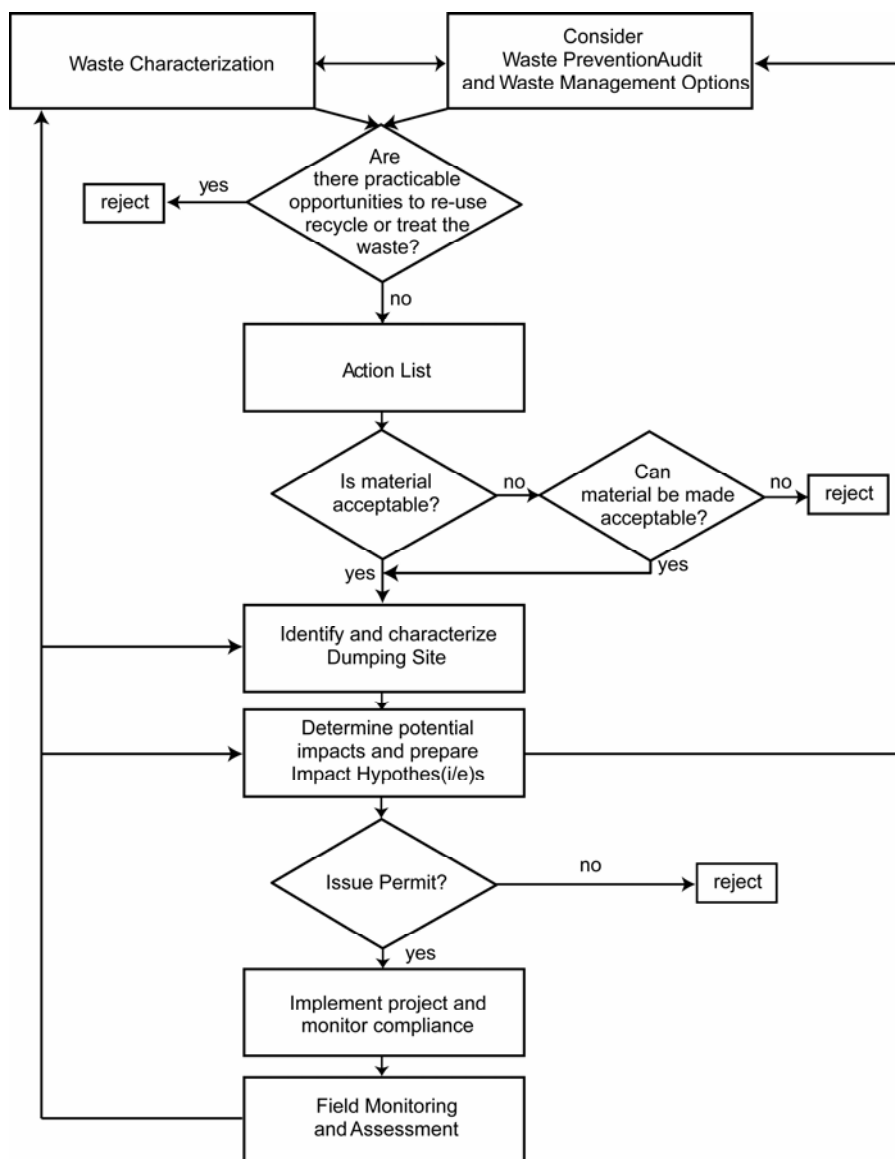 Waste Characterization
Consider
Waste PreventionAudit
and Waste Management Options
Are
there practicable
opportunities to re-use
recycle or treat the
waste?
yes
reject
no
Action List
Is material
acceptable?
no
Can
material be made
acceptable?
no
reject
yes
yes
Identify and characterize
Dumping Site
Determine potential
impacts and prepare
Impact Hypothes(i/e)s
Issue Permit?
no
reject
yes
Implement project and
monitor compliance
Field Monitoring
and Assessment